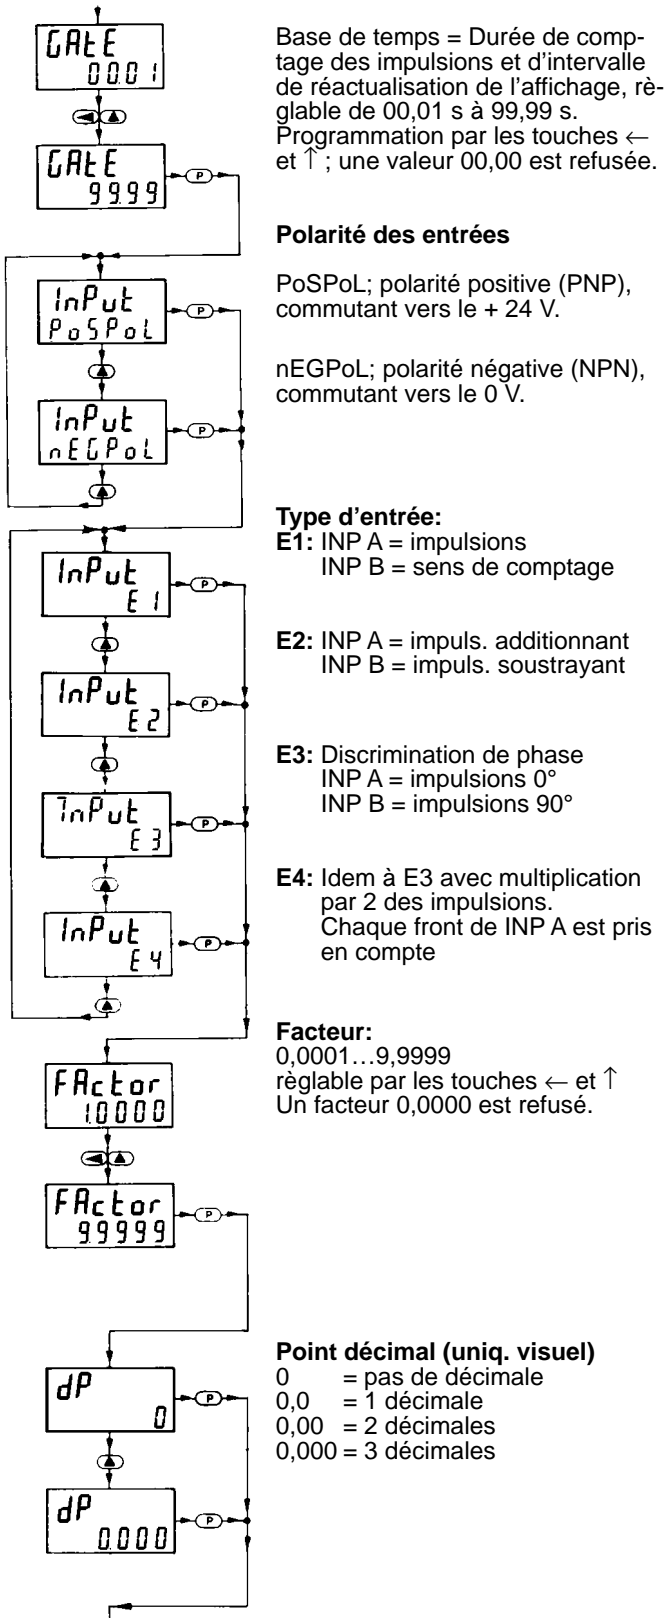 GAtE
00.01
Base de temps = Durée de comp-
tage des impulsions et d'intervalle
de réactualisation de l'affichage, rè-
glable de 00,01 s à 99,99 s.
Programmation par les touches ←
et ↑ ; une valeur 00,00 est refusée.
GAtE
99.99
P
Polarité des entrées
InPut
PoSPoL
P
PoSPoL; polarité positive (PNP),
commutant vers le + 24 V.
InPut
nEGPoL
P
nEGPoL; polarité négative (NPN),
commutant vers le 0 V.
Type d'entrée:
InPut
E1
P
E1: INP A = impulsions
INP B = sens de comptage
InPut
E2
P
E2: INP A = impuls. additionnant
INP B = impuls. soustrayant
InPut
E3
P
E3: Discrimination de phase
INP A = impulsions 0°
INP B = impulsions 90°
InPut
E4
P
E4: Idem à E3 avec multiplication
par 2 des impulsions.
Chaque front de INP A est pris
en compte
Facteur:
0,0001…9,9999
règlable par les touches ← et ↑
Un facteur 0,0000 est refusé.
FActor
1.0000
FActor
9.9999
P
Point décimal (uniq. visuel)
0 = pas de décimale
0,0 = 1 décimale
0,00 = 2 décimales
0,000 = 3 décimales
dP
0
P
dP
0.000
P